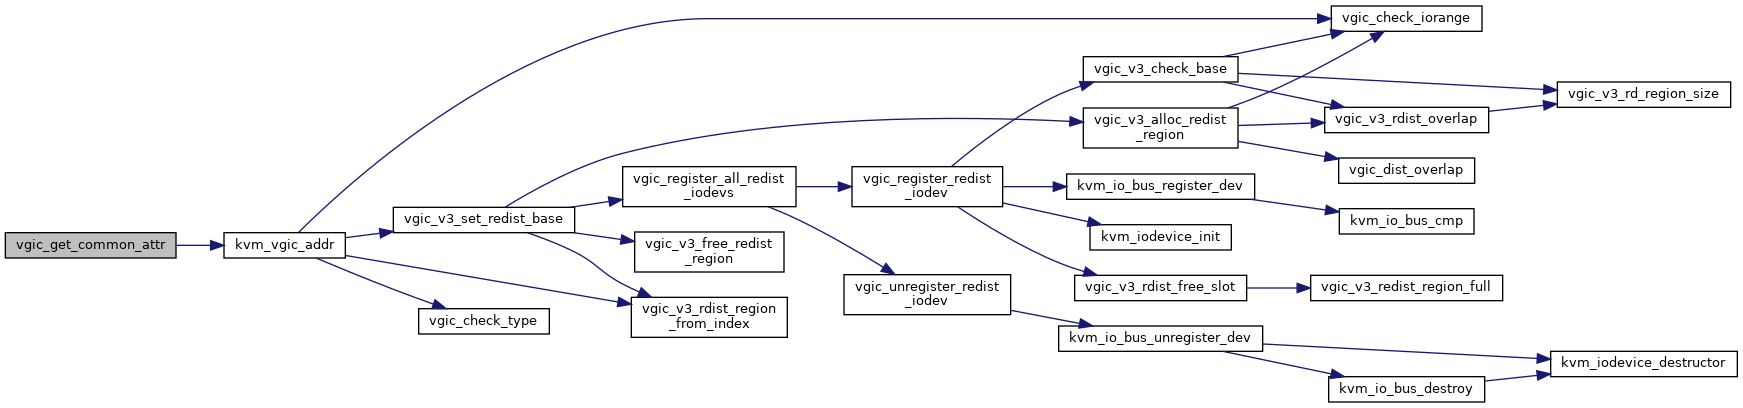 vgic_get_common_attr
kvm_vgic_addr
vgic_check_type
vgic_v3_set_redist_base
vgic_register_all_redist
_iodevs
vgic_v3_free_redist
_region
vgic_v3_rdist_region
_from_index
vgic_register_redist
_iodev
vgic_unregister_redist
_iodev
vgic_v3_check_base
vgic_v3_alloc_redist
_region
kvm_io_bus_register_dev
kvm_iodevice_init
vgic_v3_rdist_free_slot
kvm_io_bus_unregister_dev
vgic_check_iorange
vgic_v3_rdist_overlap
vgic_dist_overlap
kvm_io_bus_cmp
vgic_v3_redist_region_full
kvm_io_bus_destroy
vgic_v3_rd_region_size
kvm_iodevice_destructor